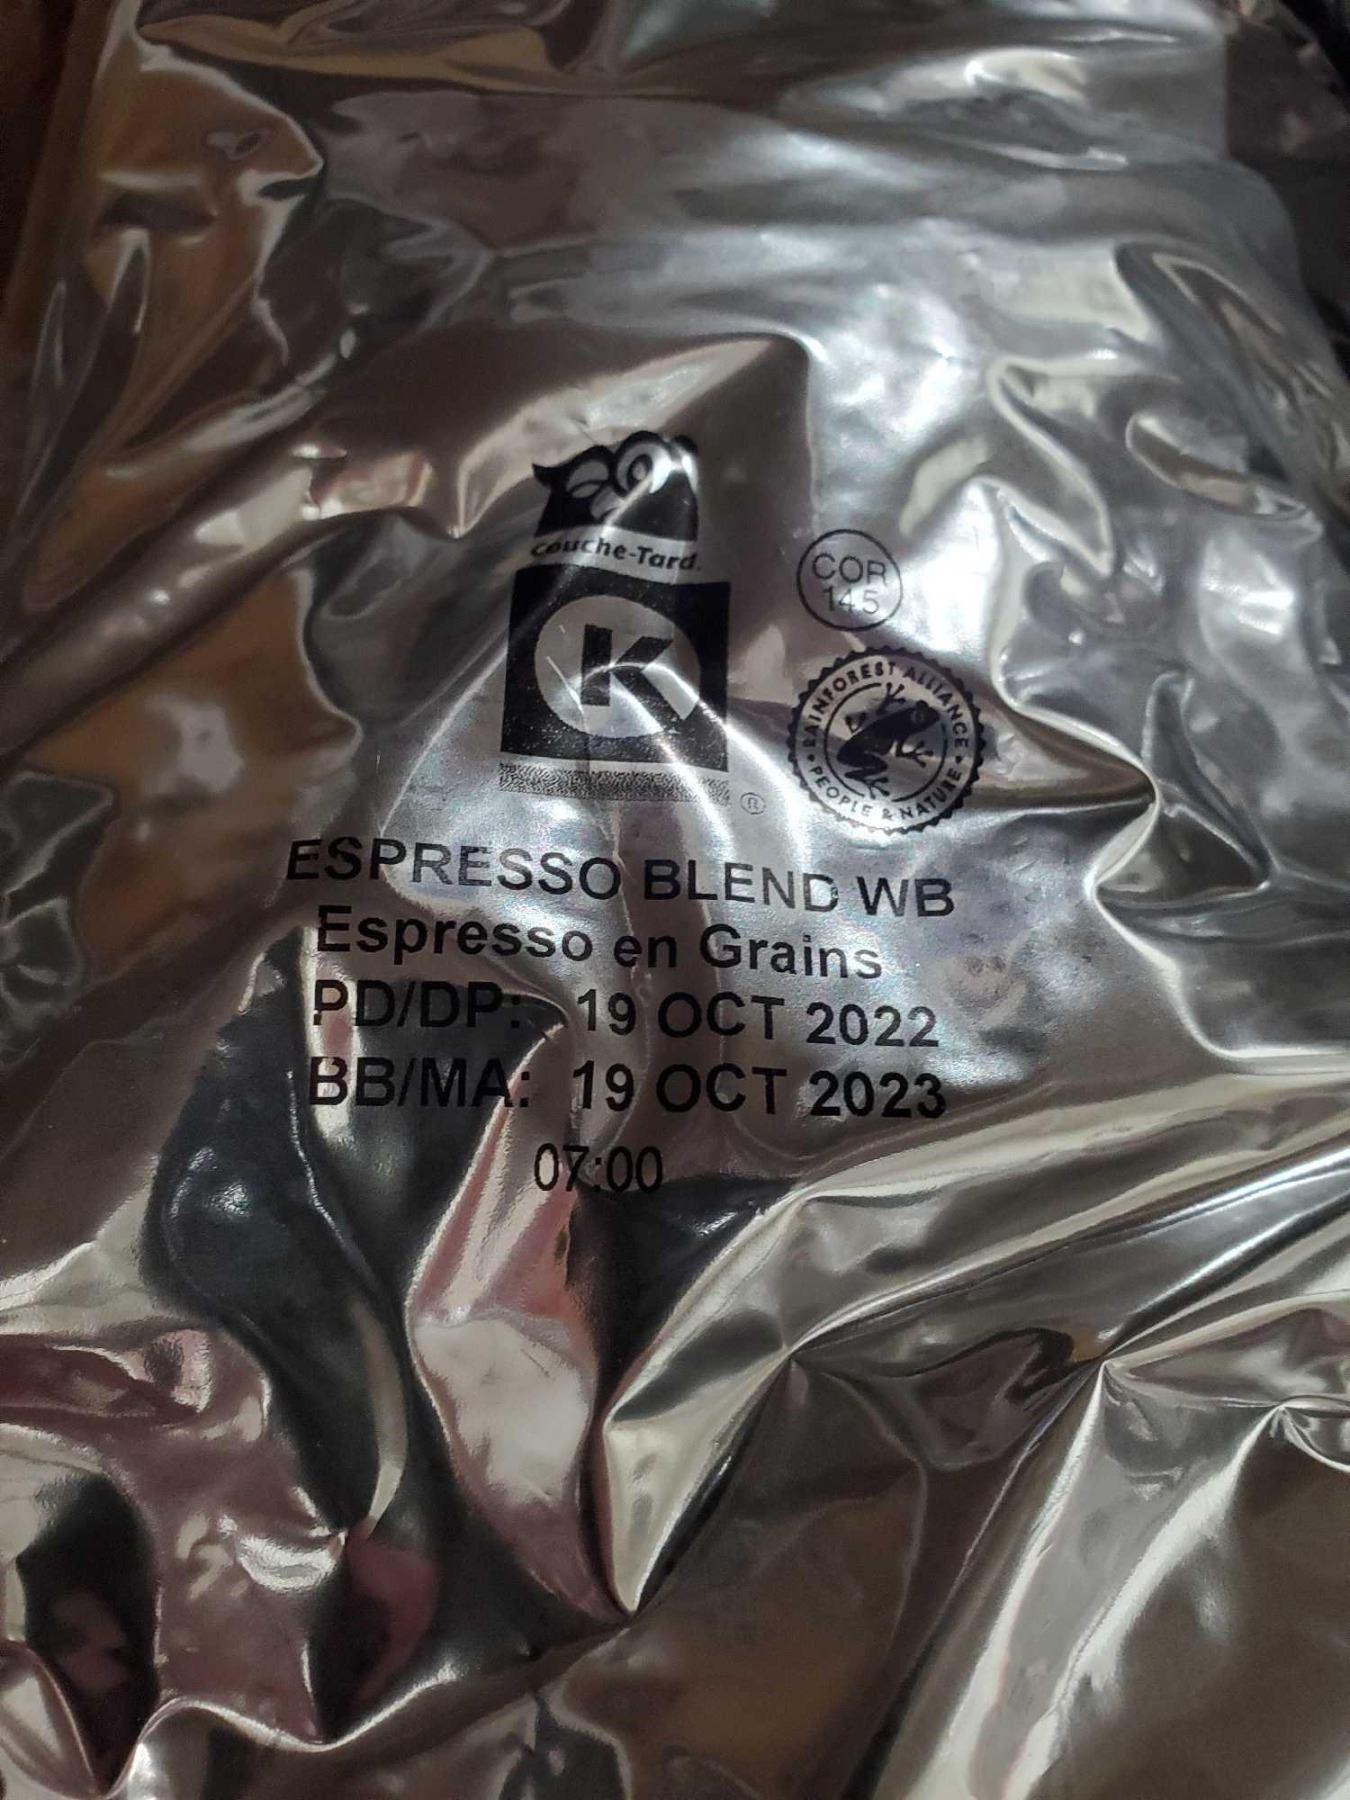 Couche-Tard.
K
®
COR
145
RAINFOREST ALLIANCE
• PEOPLE & NATURE •
ESPRESSO BLEND WB
Espresso en Grains
PD/DP: 19 OCT 2022
BB/MA: 19 OCT 2023
07:00